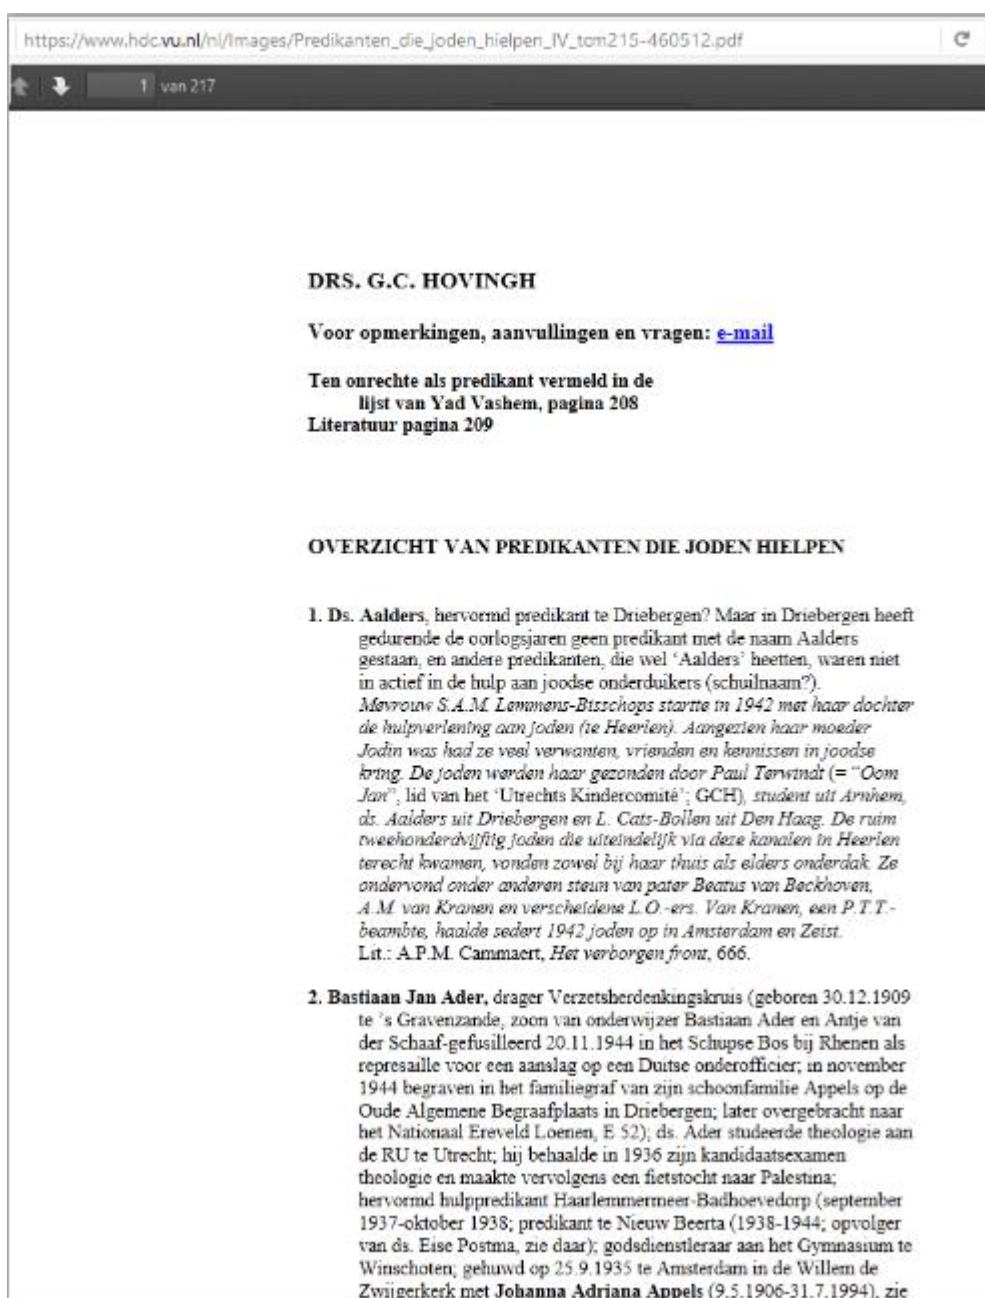 https://www.hdc.vu.nl/nl/Images/Predikanten_die_joden_hielpen_IV_tcm215-460512.pdf
1 van 217
DRS. G.C. HOVINGH
Voor opmerkingen, aanvullingen en vragen: e-mail
Ten onrechte als predikant vermeld in de
lijst van Yad Vashem, pagina 208
Literatuur pagina 209
OVERZICHT VAN PREDIKANTEN DIE JODEN HIELPEN
1. Ds. Aalders, hervormd predikant te Driebergen? Maar in Driebergen heeft
gedurende de oorlogsjaren geen predikant met de naam Aalders
gestaan, en andere predikanten, die wel ‘Aalders’ heetten, waren niet
in actief in de hulp aan joodse onderduikers (schuilnaam?).
Mevrouw S.A.M. Lemmens-Bisschops startte in 1942 met haar dochter
de hulpverlening aan joden (te Heerlen). Aangezien haar moeder
Jodin was had ze veel verwanten, vrienden en kennissen in joodse
kring. De joden werden haar gezonden door Paul Terwindt (= “Oom
Jan”, lid van het ‘Utrechts Kindercomité’; GCH), student uit Arnhem,
ds. Aalders uit Driebergen en L. Cats-Bollen uit Den Haag. De ruim
tweehonderdvijftig joden die uiteindelijk via deze kanalen in Heerlen
terecht kwamen, vonden zowel bij haar thuis als elders onderdak. Ze
ondervond onder anderen steun van pater Beatus van Beckhoven,
A.M. van Kranen en verscheidene L.O.-ers. Van Kranen, een P.T.T.-
beambte, haalde sedert 1942 joden op in Amsterdam en Zeist.
Lit.: A.P.M. Cammaert, Het verborgen front, 666.
2. Bastiaan Jan Ader, drager Verzetsherdenkingskruis (geboren 30.12.1909
te ’s Gravenzande, zoon van onderwijzer Bastiaan Ader en Antje van
der Schaaf-gefusilleerd 20.11.1944 in het Schupse Bos bij Rhenen als
represaille voor een aanslag op een Duitse onderofficier; in november
1944 begraven in het familiegraf van zijn schoonfamilie Appels op de
Oude Algemene Begraafplaats in Driebergen; later overgebracht naar
het Nationaal Ereveld Loenen, E 52); ds. Ader studeerde theologie aan
de RU te Utrecht; hij behaalde in 1936 zijn kandidaatsexamen
theologie en maakte vervolgens een fietstocht naar Palestina;
hervormd hulppredikant Haarlemmermeer-Badhoevedorp (september
1937-oktober 1938; predikant te Nieuw Beerta (1938-1944; opvolger
van ds. Eise Postma, zie daar); godsdienstleraar aan het Gymnasium te
Winschoten; gehuwd op 25.9.1935 te Amsterdam in de Willem de
Zwijgerkerk met Johanna Adriana Appels (9.5.1906-31.7.1994), zie